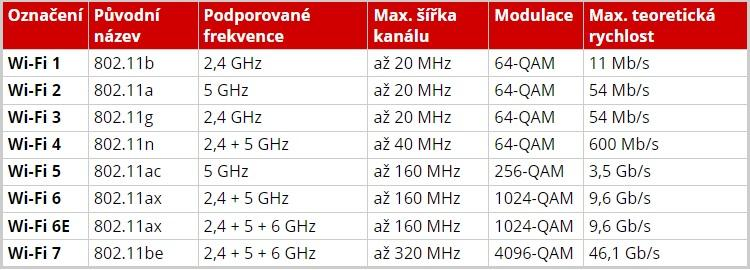 Označení Původní název Podporované frekvence Max. šířka kanálu Modulace Max. teoretická rychlost
Wi-Fi 1 802.11b 2,4 GHz až 20 MHz 64-QAM 11 Mb/s
Wi-Fi 2 802.11a 5 GHz až 20 MHz 64-QAM 54 Mb/s
Wi-Fi 3 802.11g 2,4 GHz až 20 MHz 64-QAM 54 Mb/s
Wi-Fi 4 802.11n 2,4 + 5 GHz až 40 MHz 64-QAM 600 Mb/s
Wi-Fi 5 802.11ac 5 GHz až 160 MHz 256-QAM 3,5 Gb/s
Wi-Fi 6 802.11ax 2,4 + 5 GHz až 160 MHz 1024-QAM 9,6 Gb/s
Wi-Fi 6E 802.11ax 2,4 + 5 + 6 GHz až 160 MHz 1024-QAM 9,6 Gb/s
Wi-Fi 7 802.11be 2,4 + 5 + 6 GHz až 320 MHz 4096-QAM 46,1 Gb/s